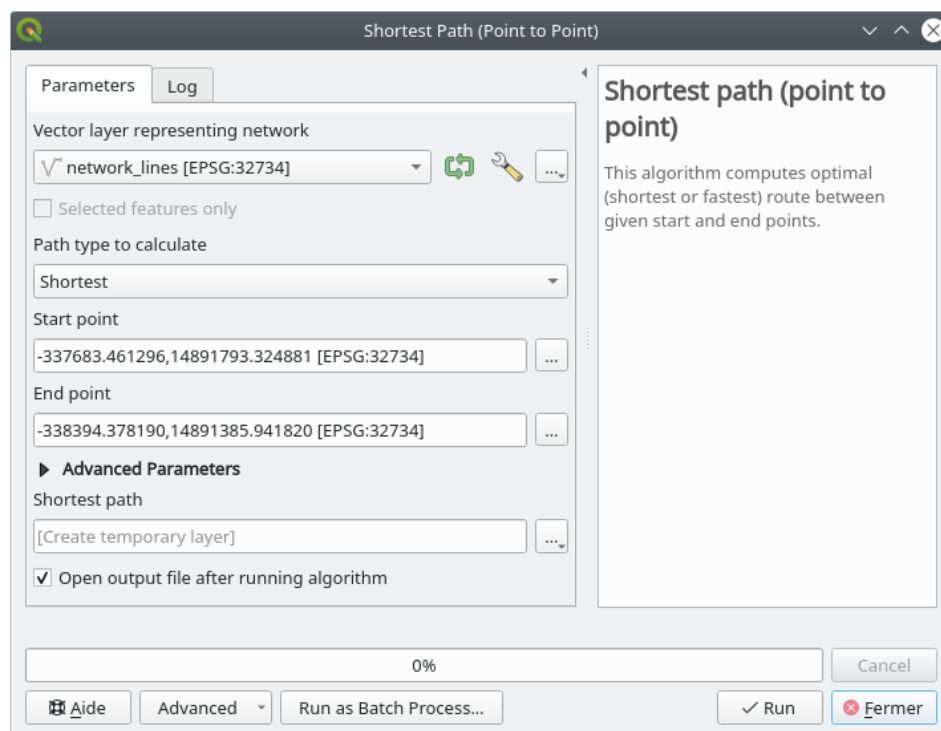 Shortest Path (Point to Point)
Parameters
Log
Vector layer representing network
network_lines [EPSG:32734]
...
Selected features only
Path type to calculate
Shortest
Start point
-337683.461296,14891793.324881 [EPSG:32734]
...
End point
-338394.378190,14891385.941820 [EPSG:32734]
...
Advanced Parameters
Shortest path
[Create temporary layer]
...
Open output file after running algorithm
Shortest path (point to
point)
This algorithm computes optimal
(shortest or fastest) route between
given start and end points.
0%
Cancel
Aide
Advanced
Run as Batch Process...
Run
Fermer